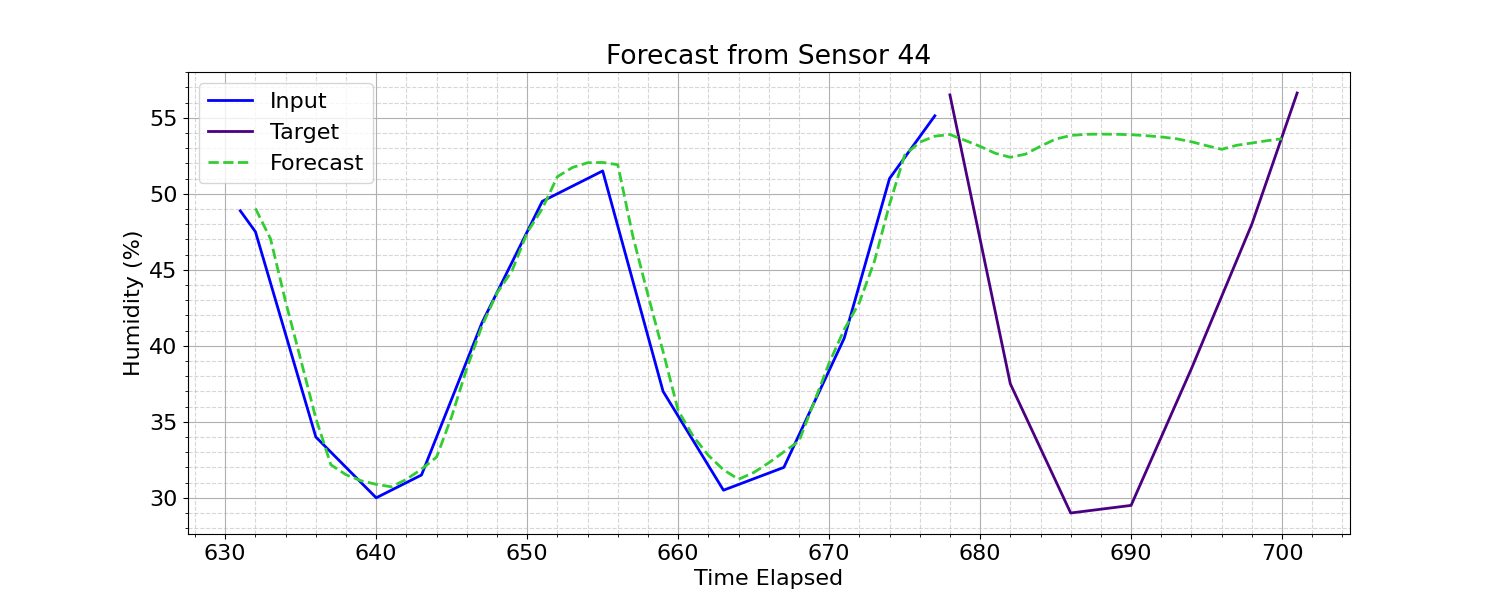 Forecast from Sensor 44
Input
Target
Forecast
Humidity (%)
55
50
45
40
35
30
630 640 650 660 670 680 690 700
Time Elapsed